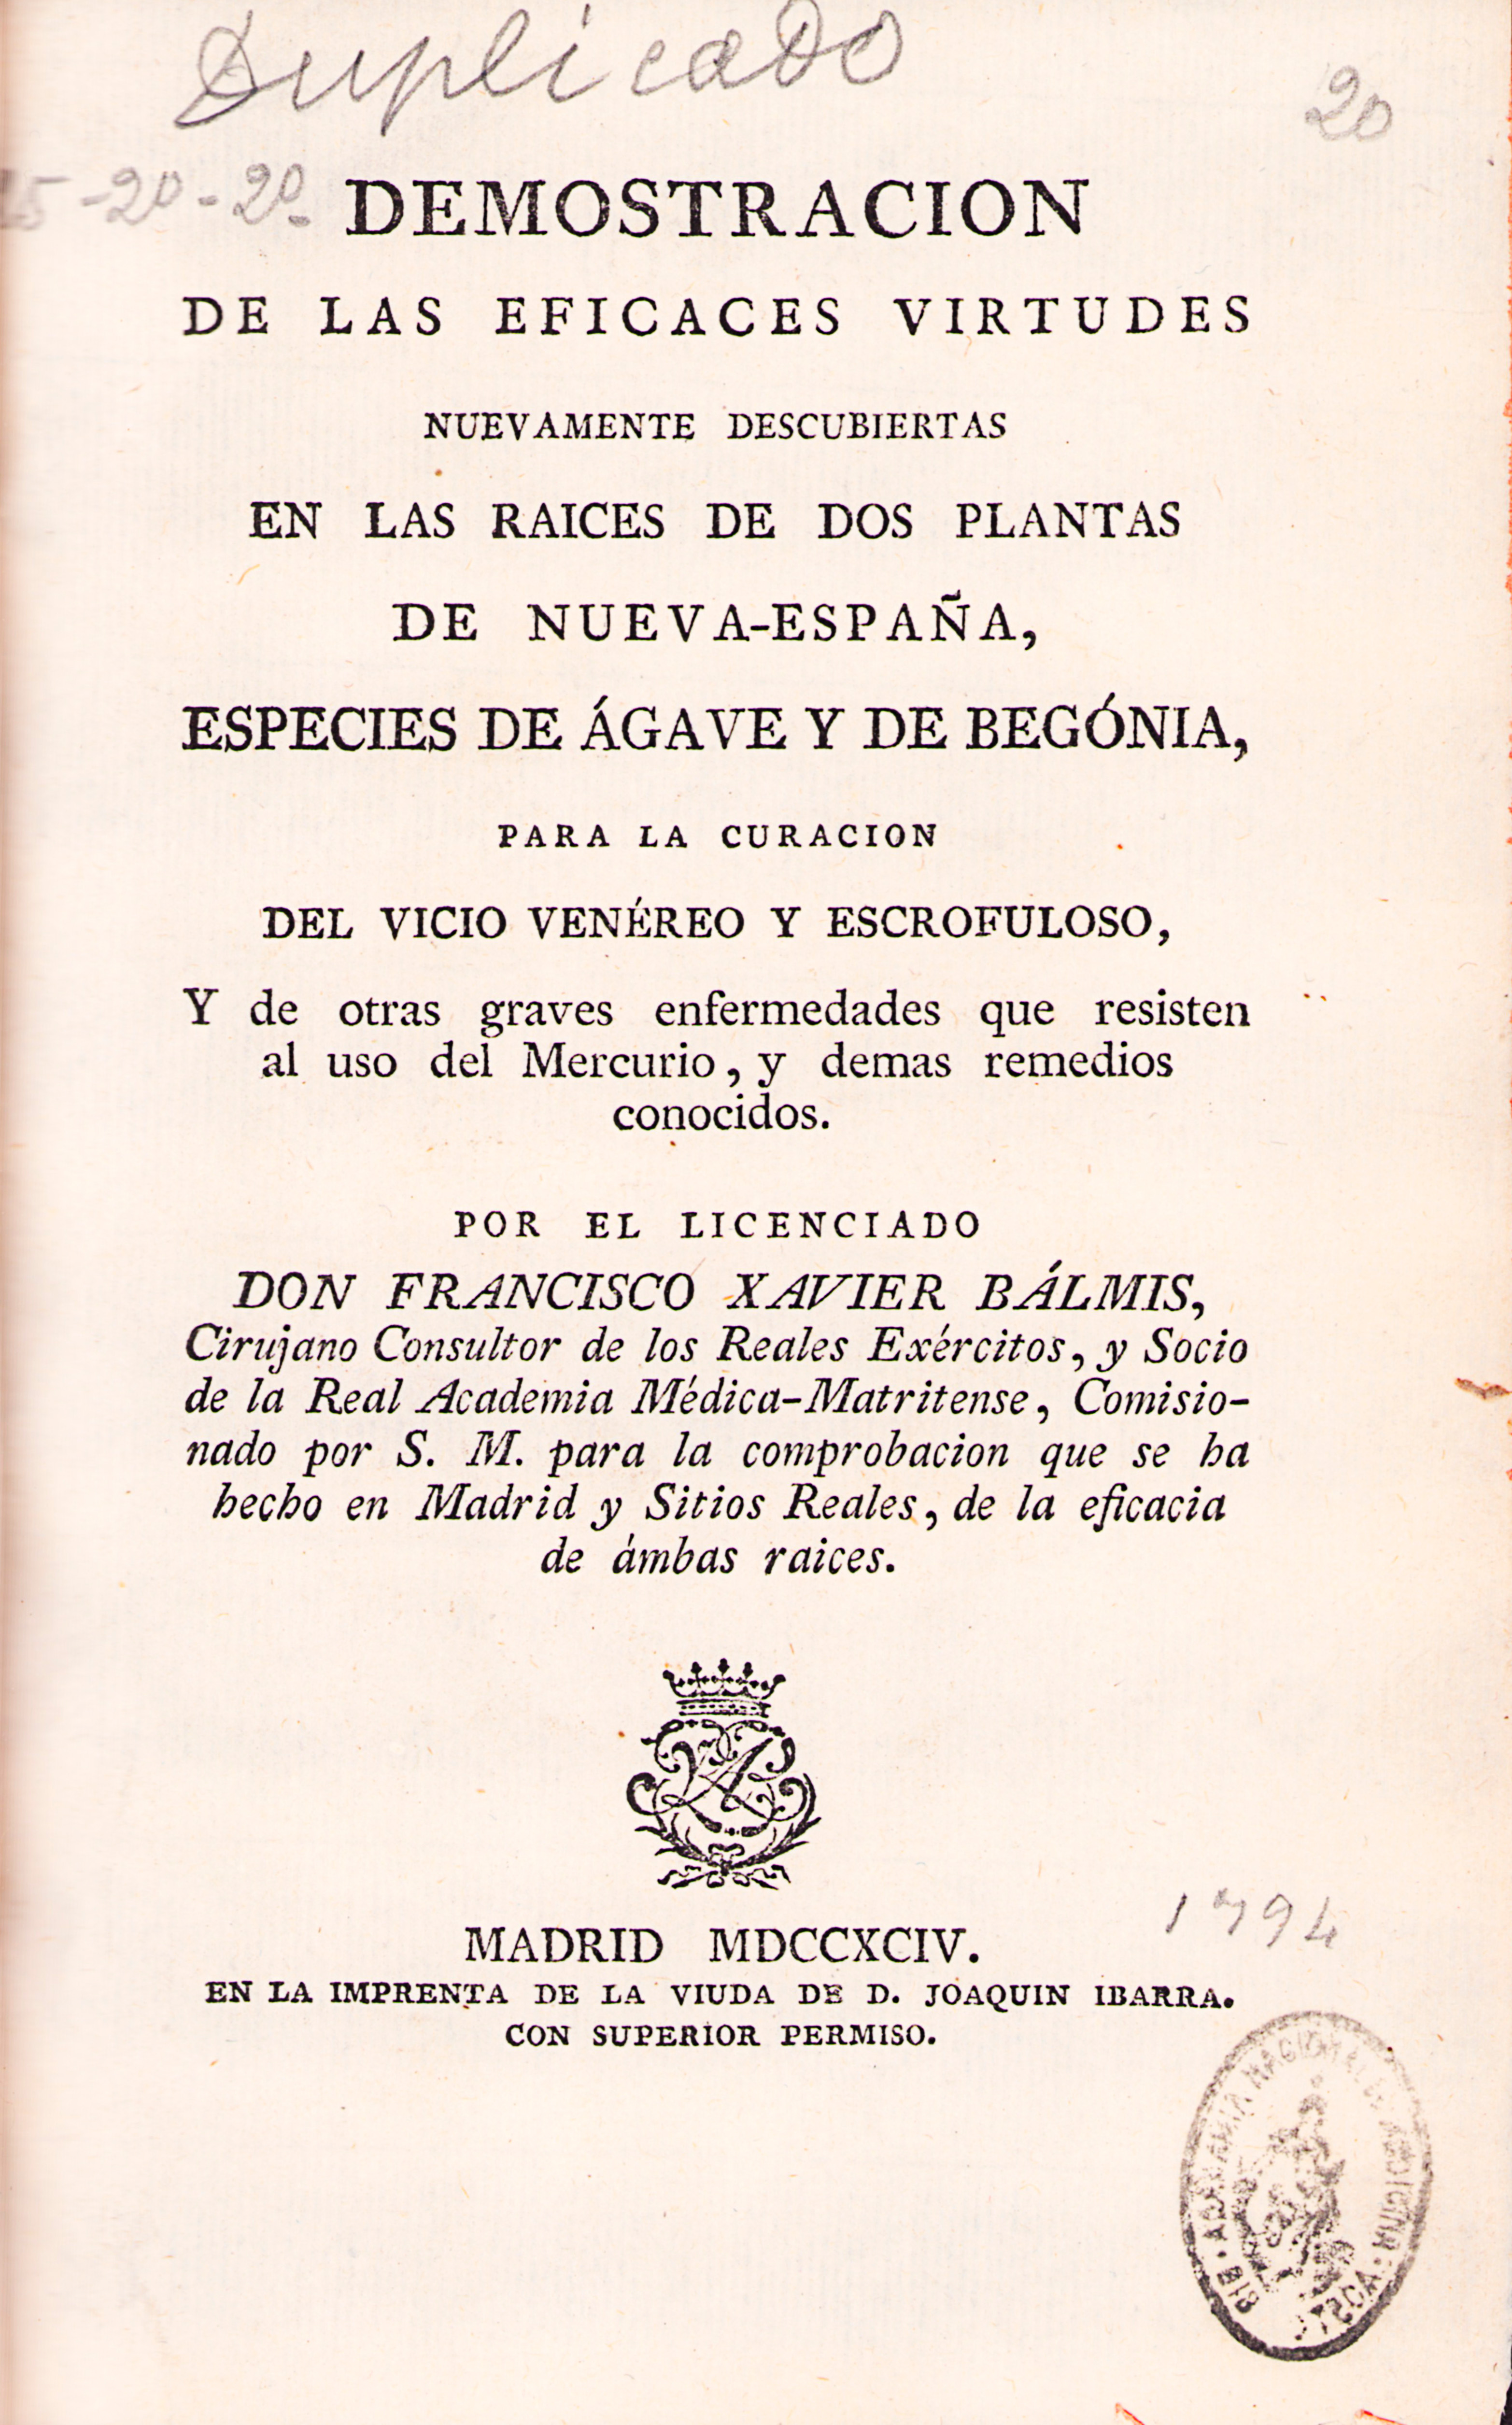 Duplicado
20
15-20-20-
DEMOSTRACION
DE LAS EFICACES VIRTUDES
NUEVAMENTE DESCUBIERTAS
EN LAS RAICES DE DOS PLANTAS
DE NUEVA-ESPAÑA,
ESPECIES DE ÁGAVE Y DE BEGÓNIA,
PARA LA CURACION
DEL VICIO VENÉREO Y ESCROFULOSO,
Y de otras graves enfermedades que resisten
al uso del Mercurio, y demas remedios
conocidos.
POR EL LICENCIADO
DON FRANCISCO XAVIER BÁLMIS,
Cirujano Consultor de los Reales Exércitos, y Socio
de la Real Academia Médica-Matritense, Comisio-
nado por S. M. para la comprobacion que se ha
hecho en Madrid y Sitios Reales, de la eficacia
de ámbas raices.
1794
MADRID MDCCXCIV.
EN LA IMPRENTA DE LA VIUDA DE D. JOAQUIN IBARRA.
CON SUPERIOR PERMISO.
ACADEMIA NACIONAL DE MEDICINA